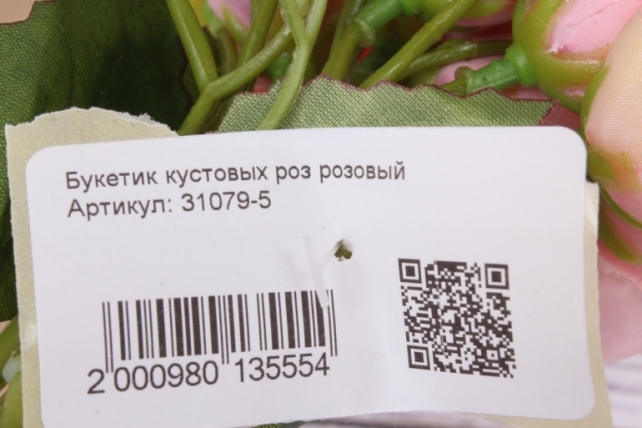 Букетик кустовых роз розовый
Артикул: 31079-5
2 000980 135554